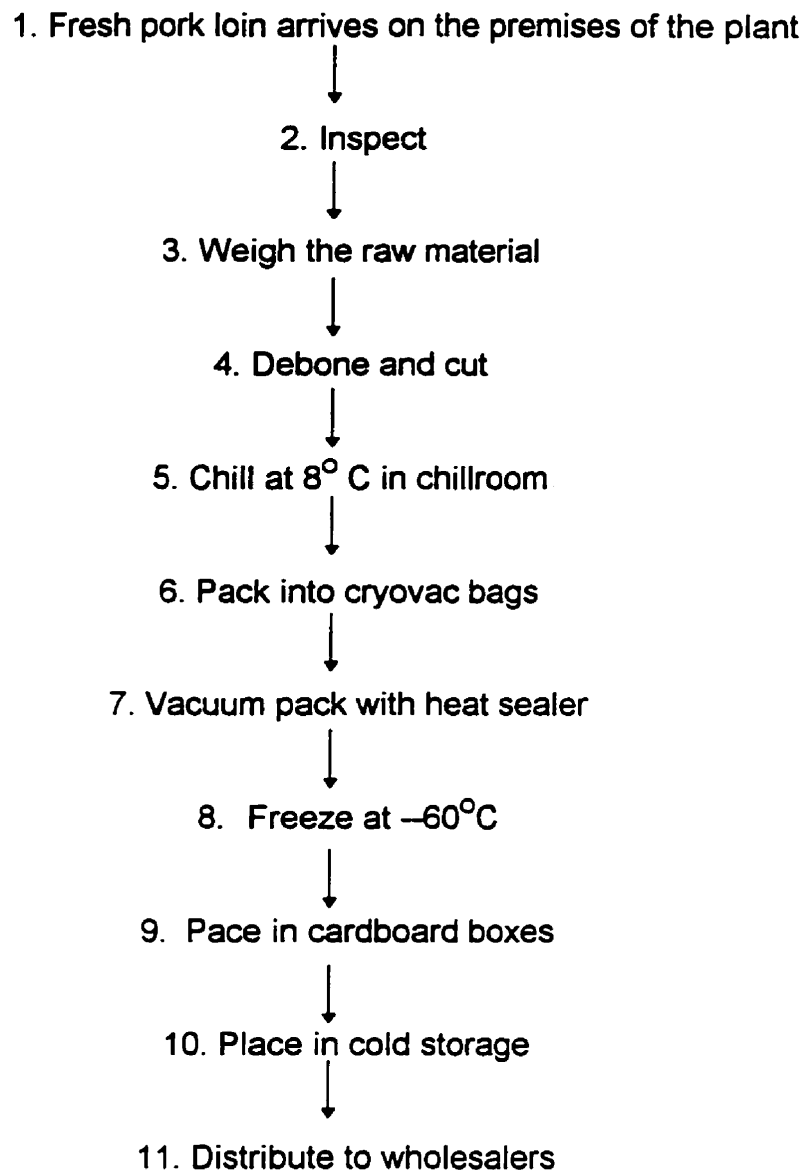 1. Fresh pork loin arrives on the premises of the plant
2. Inspect
3. Weigh the raw material
4. Debone and cut
5. Chill at 8° C in chillroom
6. Pack into cryovac bags
7. Vacuum pack with heat sealer
8. Freeze at –60°C
9. Pace in cardboard boxes
10. Place in cold storage
11. Distribute to wholesalers